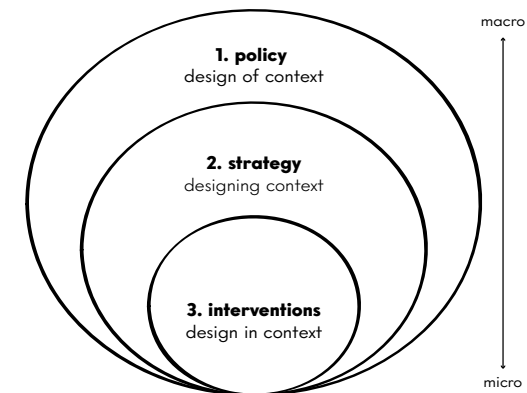 macro
1. policy
design of context
2. strategy
designing context
3. interventions
design in context
micro